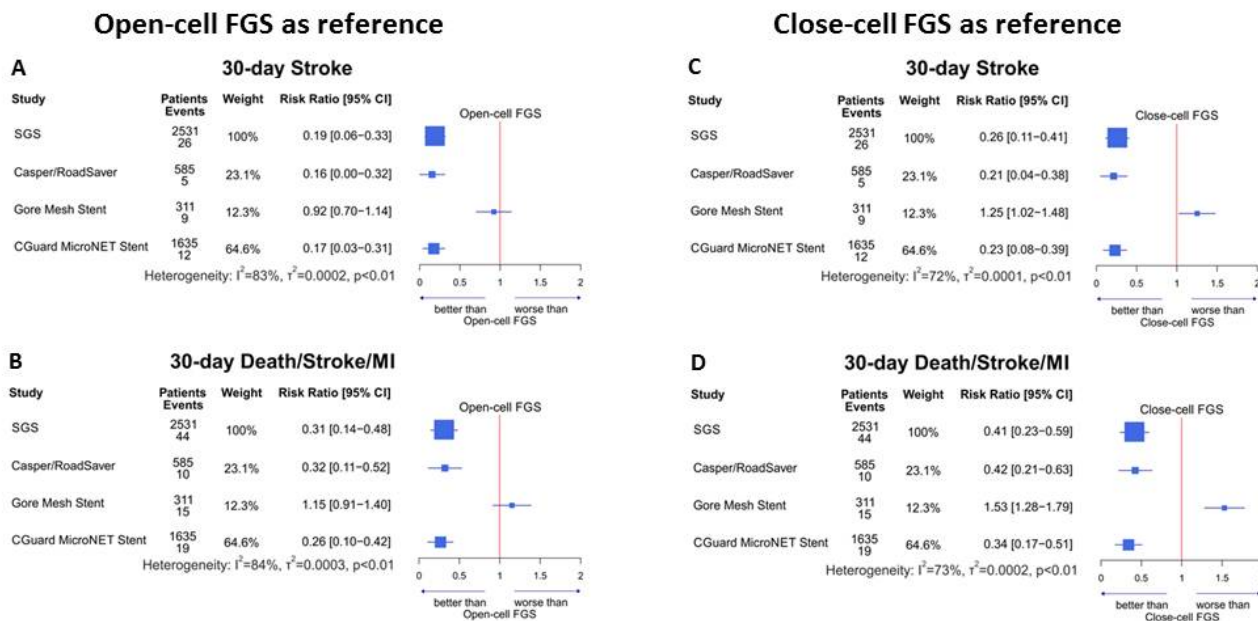 Open-cell FGS as reference
A
30-day Stroke
Study Patients Events Weight Risk Ratio [95% CI]
Open-cell FGS
SGS 2531 26 100% 0.19 [0.06−0.33]
Casper/RoadSaver 585 5 23.1% 0.16 [0.00−0.32]
Gore Mesh Stent 311 9 12.3% 0.92 [0.70−1.14]
CGuard MicroNET Stent 1635 12 64.6% 0.17 [0.03−0.31]
Heterogeneity: I²=83%, τ²=0.0002, p<0.01
0 0.5 1 1.5 2
better than worse than
Open-cell FGS
B
30-day Death/Stroke/MI
Study Patients Events Weight Risk Ratio [95% CI]
Open-cell FGS
SGS 2531 44 100% 0.31 [0.14−0.48]
Casper/RoadSaver 585 10 23.1% 0.32 [0.11−0.52]
Gore Mesh Stent 311 15 12.3% 1.15 [0.91−1.40]
CGuard MicroNET Stent 1635 19 64.6% 0.26 [0.10−0.42]
Heterogeneity: I²=84%, τ²=0.0003, p<0.01
0 0.5 1 1.5 2
better than worse than
Open-cell FGS
Close-cell FGS as reference
C
30-day Stroke
Study Patients Events Weight Risk Ratio [95% CI]
Close-cell FGS
SGS 2531 26 100% 0.26 [0.11−0.41]
Casper/RoadSaver 585 5 23.1% 0.21 [0.04−0.38]
Gore Mesh Stent 311 9 12.3% 1.25 [1.02−1.48]
CGuard MicroNET Stent 1635 12 64.6% 0.23 [0.08−0.39]
Heterogeneity: I²=72%, τ²=0.0001, p<0.01
0 0.5 1 1.5 2
better than worse than
Close-cell FGS
D
30-day Death/Stroke/MI
Study Patients Events Weight Risk Ratio [95% CI]
Close-cell FGS
SGS 2531 44 100% 0.41 [0.23−0.59]
Casper/RoadSaver 585 10 23.1% 0.42 [0.21−0.63]
Gore Mesh Stent 311 15 12.3% 1.53 [1.28−1.79]
CGuard MicroNET Stent 1635 19 64.6% 0.34 [0.17−0.51]
Heterogeneity: I²=73%, τ²=0.0002, p<0.01
0 0.5 1 1.5
better than worse than
Close-cell FGS